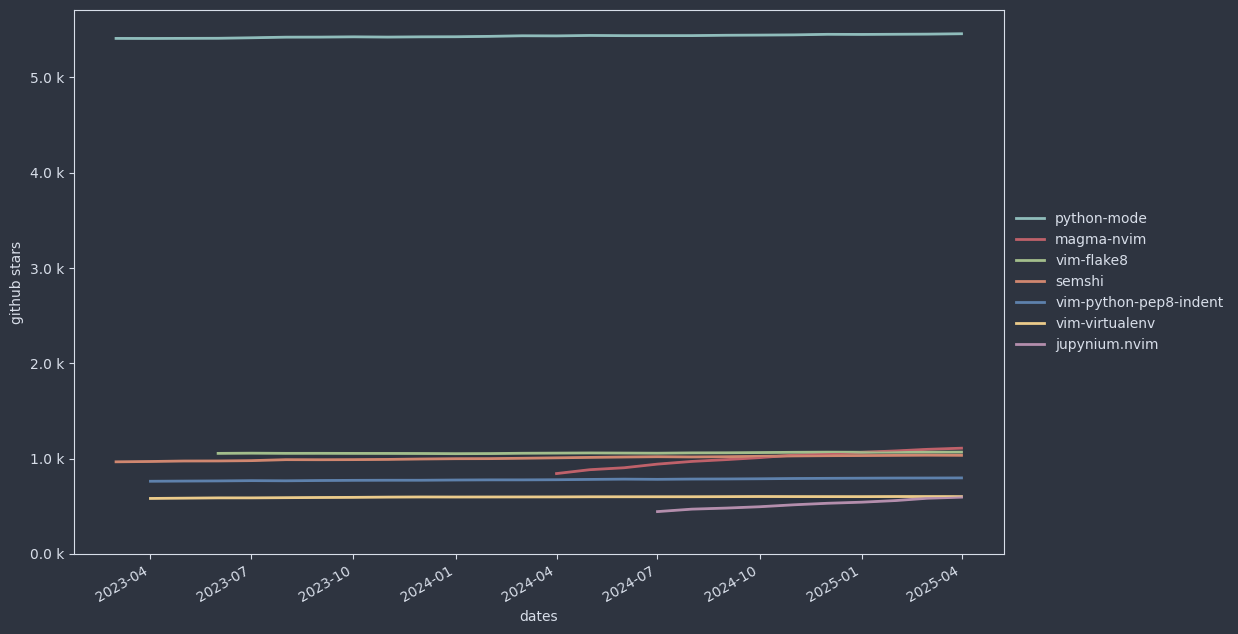 5.0 k
4.0 k
3.0 k
2.0 k
1.0 k
0.0 k
github stars
2023-04
2023-07
2023-10
2024-01
2024-04
2024-07
2024-10
2025-01
2025-04
dates
python-mode
magma-nvim
vim-flake8
semshi
vim-python-pep8-indent
vim-virtualenv
jupynium.nvim